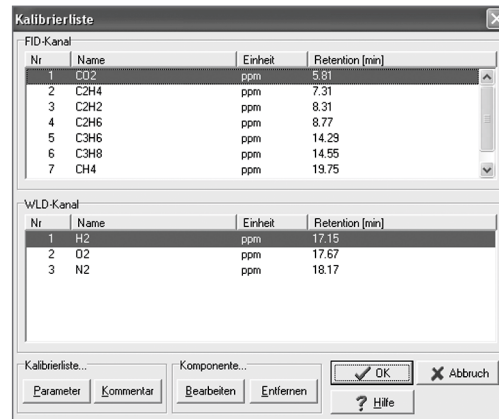 Kalibrierliste
FID-Kanal
Nr Name Einheit Retention [min]
1 CO2 ppm 5.81
2 C2H4 ppm 7.31
3 C2H2 ppm 8.31
4 C2H6 ppm 8.77
5 C3H6 ppm 14.29
6 C3H8 ppm 14.55
7 CH4 ppm 19.75
WLD-Kanal
Nr Name Einheit Retention [min]
1 H2 ppm 17.15
2 O2 ppm 17.67
3 N2 ppm 18.17
Kalibrierliste... Komponente...
Parameter Kommentar Bearbeiten Entfernen OK Abbruch
? Hilfe